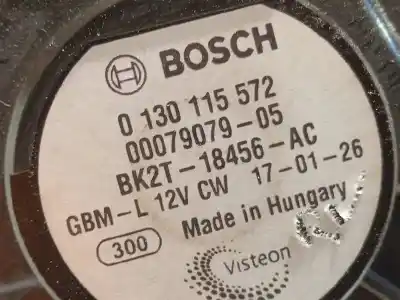 BOSCH
0 130 115 572
00079079-05
BK2T-18456-AC
GBM-L 12V CW 17-01-26
300 Made in Hungary
Visteon